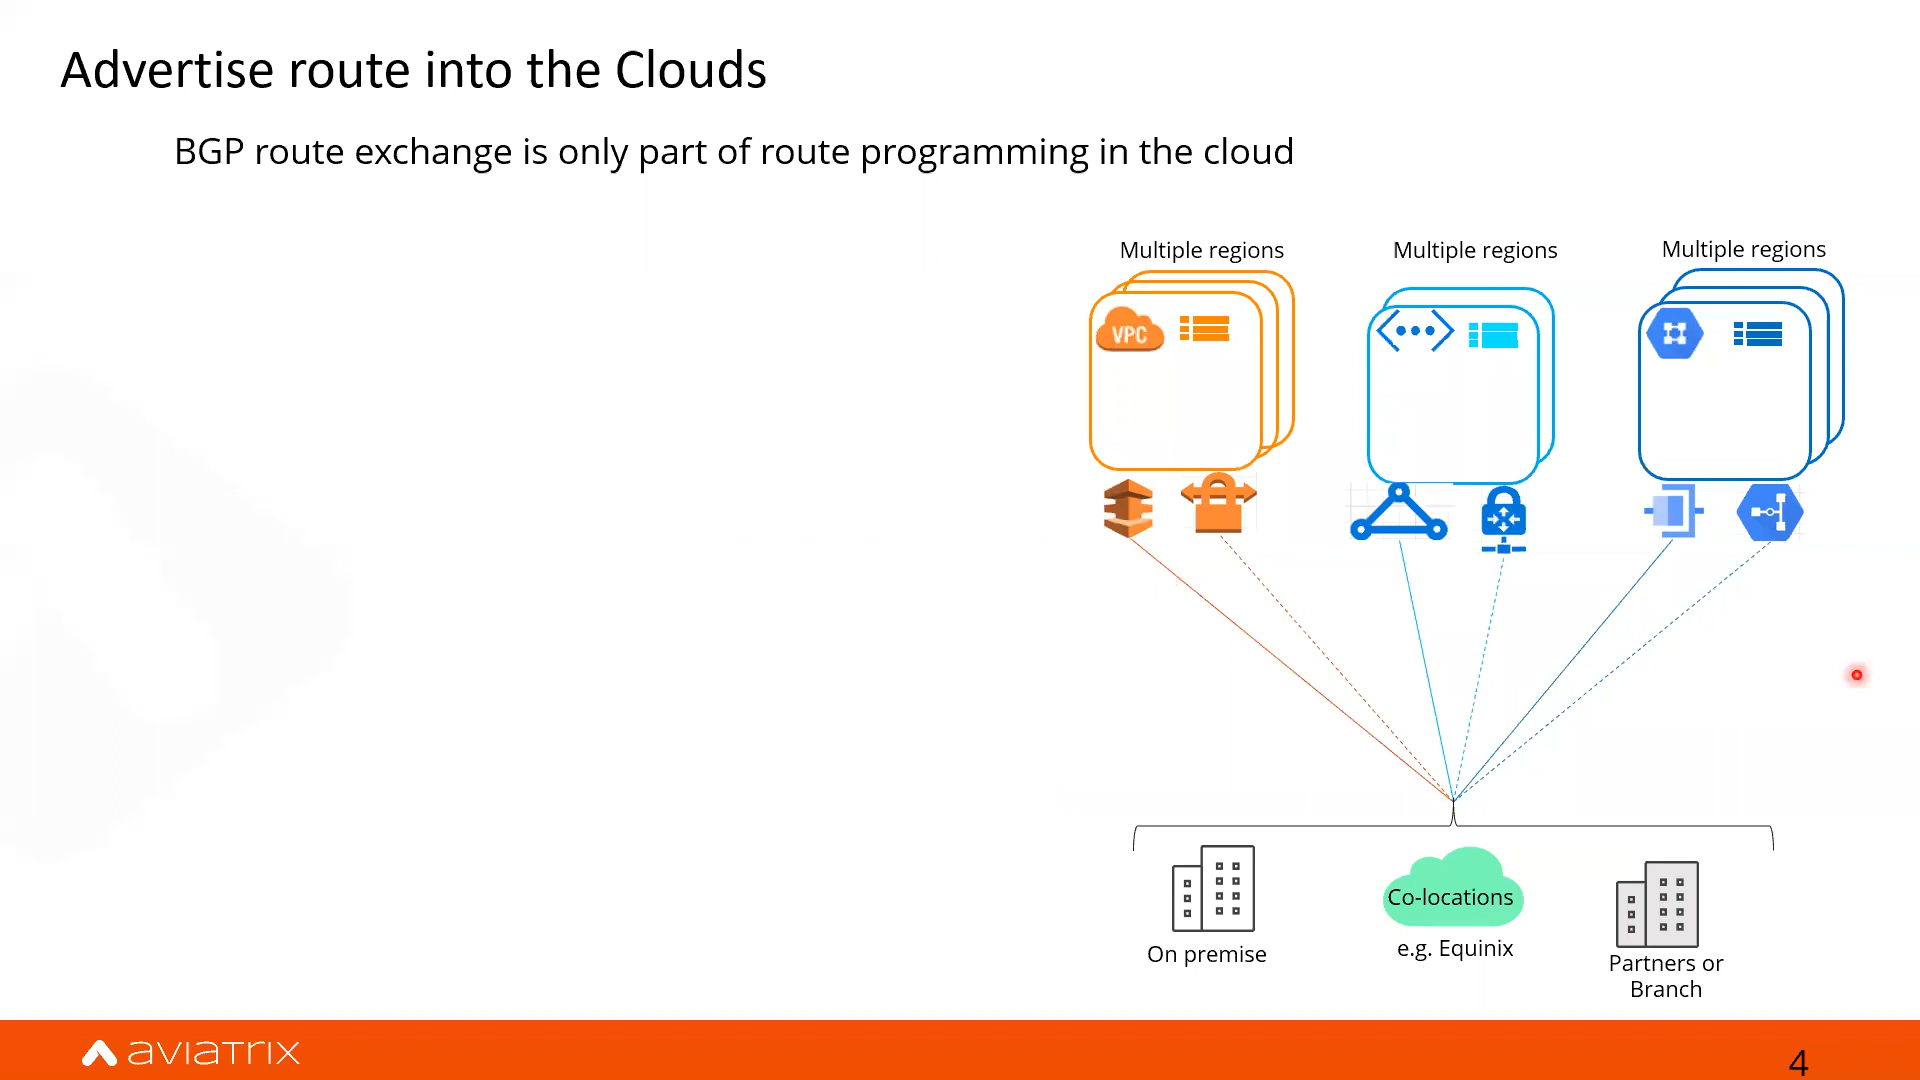 Advertise route into the Clouds
BGP route exchange is only part of route programming in the cloud
Multiple regions
Multiple regions
Multiple regions
VPC
Co-locations
On premise
e.g. Equinix
Partners or
Branch
aviatrix
4